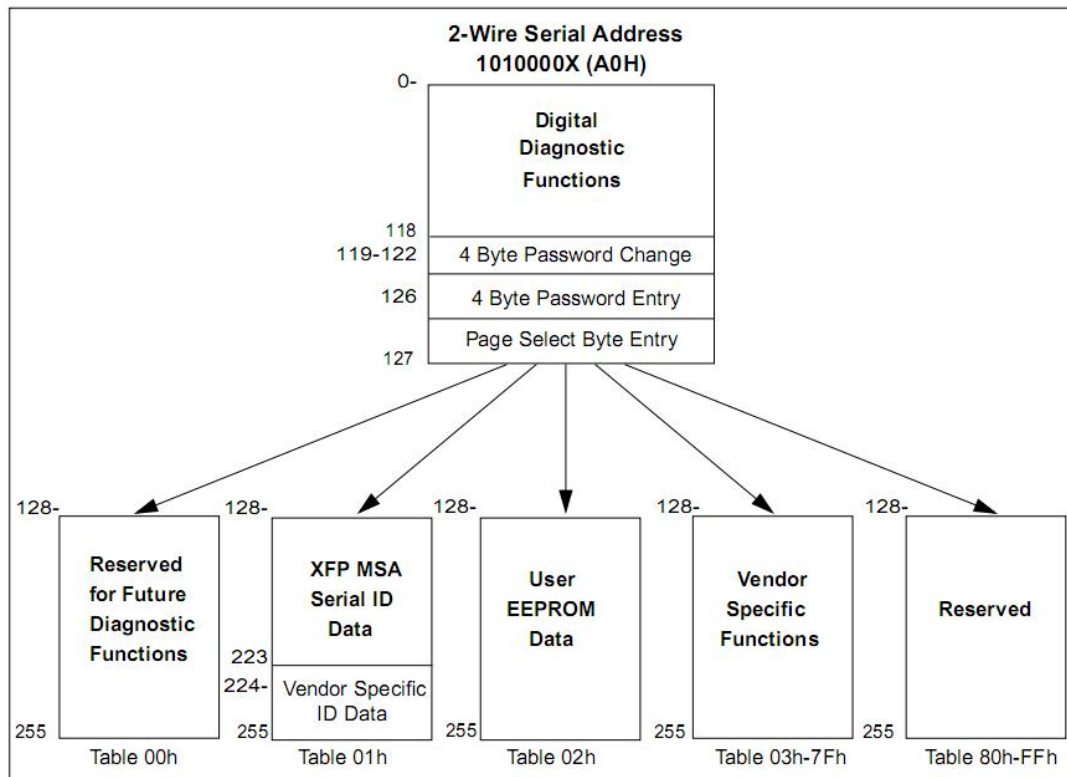 2-Wire Serial Address
1010000X (A0H)
0-
Digital
Diagnostic
Functions
118
119-122
4 Byte Password Change
126
4 Byte Password Entry
Page Select Byte Entry
127
128-
Reserved
for Future
Diagnostic
Functions
255
Table 00h
128-
XFP MSA
Serial ID
Data
223
224-
Vendor Specific
ID Data
255
Table 01h
128-
User
EEPROM
Data
255
Table 02h
128-
Vendor
Specific
Functions
255
Table 03h-7Fh
128-
Reserved
255
Table 80h-FFh